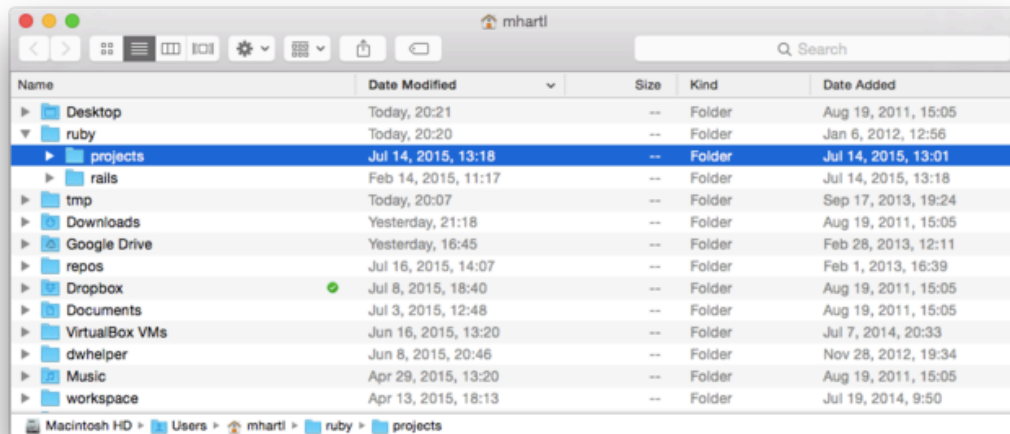 mhartl
Search
Name Date Modified Size Kind Date Added
Desktop Today, 20:21 -- Folder Aug 19, 2011, 15:05
ruby Today, 20:20 -- Folder Jan 6, 2012, 12:56
projects Jul 14, 2015, 13:18 -- Folder Jul 14, 2015, 13:01
rails Feb 14, 2015, 11:17 -- Folder Jul 14, 2015, 13:18
tmp Today, 20:07 -- Folder Sep 17, 2013, 19:24
Downloads Yesterday, 21:18 -- Folder Aug 19, 2011, 15:05
Google Drive Yesterday, 16:45 -- Folder Feb 28, 2013, 12:11
repos Jul 16, 2015, 14:07 -- Folder Feb 1, 2013, 16:39
Dropbox Jul 8, 2015, 18:40 -- Folder Aug 19, 2011, 15:05
Documents Jul 3, 2015, 12:48 -- Folder Aug 19, 2011, 15:05
VirtualBox VMs Jun 16, 2015, 13:20 -- Folder Jul 7, 2014, 20:33
dwhelper Jun 8, 2015, 20:46 -- Folder Nov 28, 2012, 19:34
Music Apr 29, 2015, 13:20 -- Folder Aug 19, 2011, 15:05
workspace Apr 13, 2015, 18:13 -- Folder Jul 19, 2014, 9:50
Macintosh HD Users mhartl ruby projects